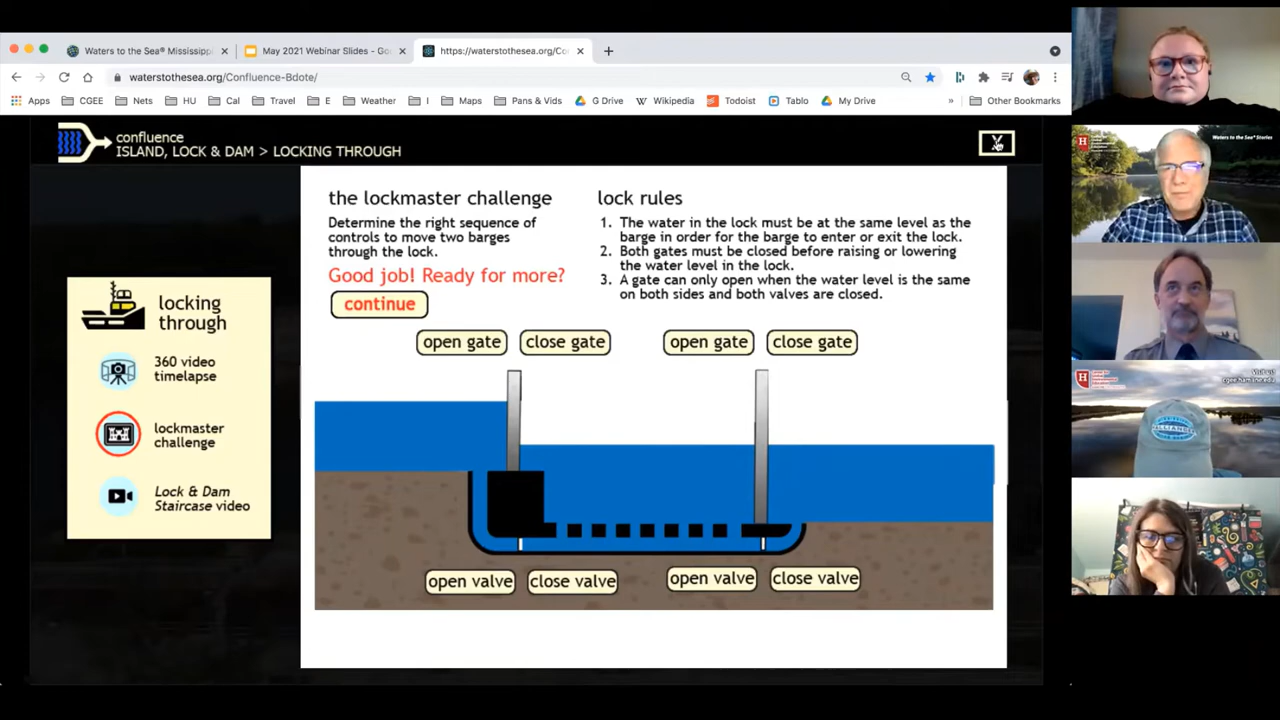 Waters to the Sea® Mississipp
May 2021 Webinar Slides - Go
https://waterstothesea.org/Co
waterstothesea.org/Confluence-Bdote/
Apps
CGEE
Nets
HU
Cal
Travel
E
Weather
I
Maps
Pans & Vids
G Drive
Wikipedia
Todoist
Tablo
My Drive
»
Other Bookmarks
confluence
ISLAND, LOCK & DAM > LOCKING THROUGH
locking
through
360 video
timelapse
lockmaster
challenge
Lock & Dam
Staircase video
the lockmaster challenge
Determine the right sequence of
controls to move two barges
through the lock.
Good job! Ready for more?
continue
lock rules
1. The water in the lock must be at the same level as the
barge in order for the barge to enter or exit the lock.
2. Both gates must be closed before raising or lowering
the water level in the lock.
3. A gate can only open when the water level is the same
on both sides and both valves are closed.
open gate
close gate
open gate
close gate
open valve
close valve
open valve
close valve
Waters to the Sea® Stories
Visit us!
cgee.hamline.edu
ALLIANCE